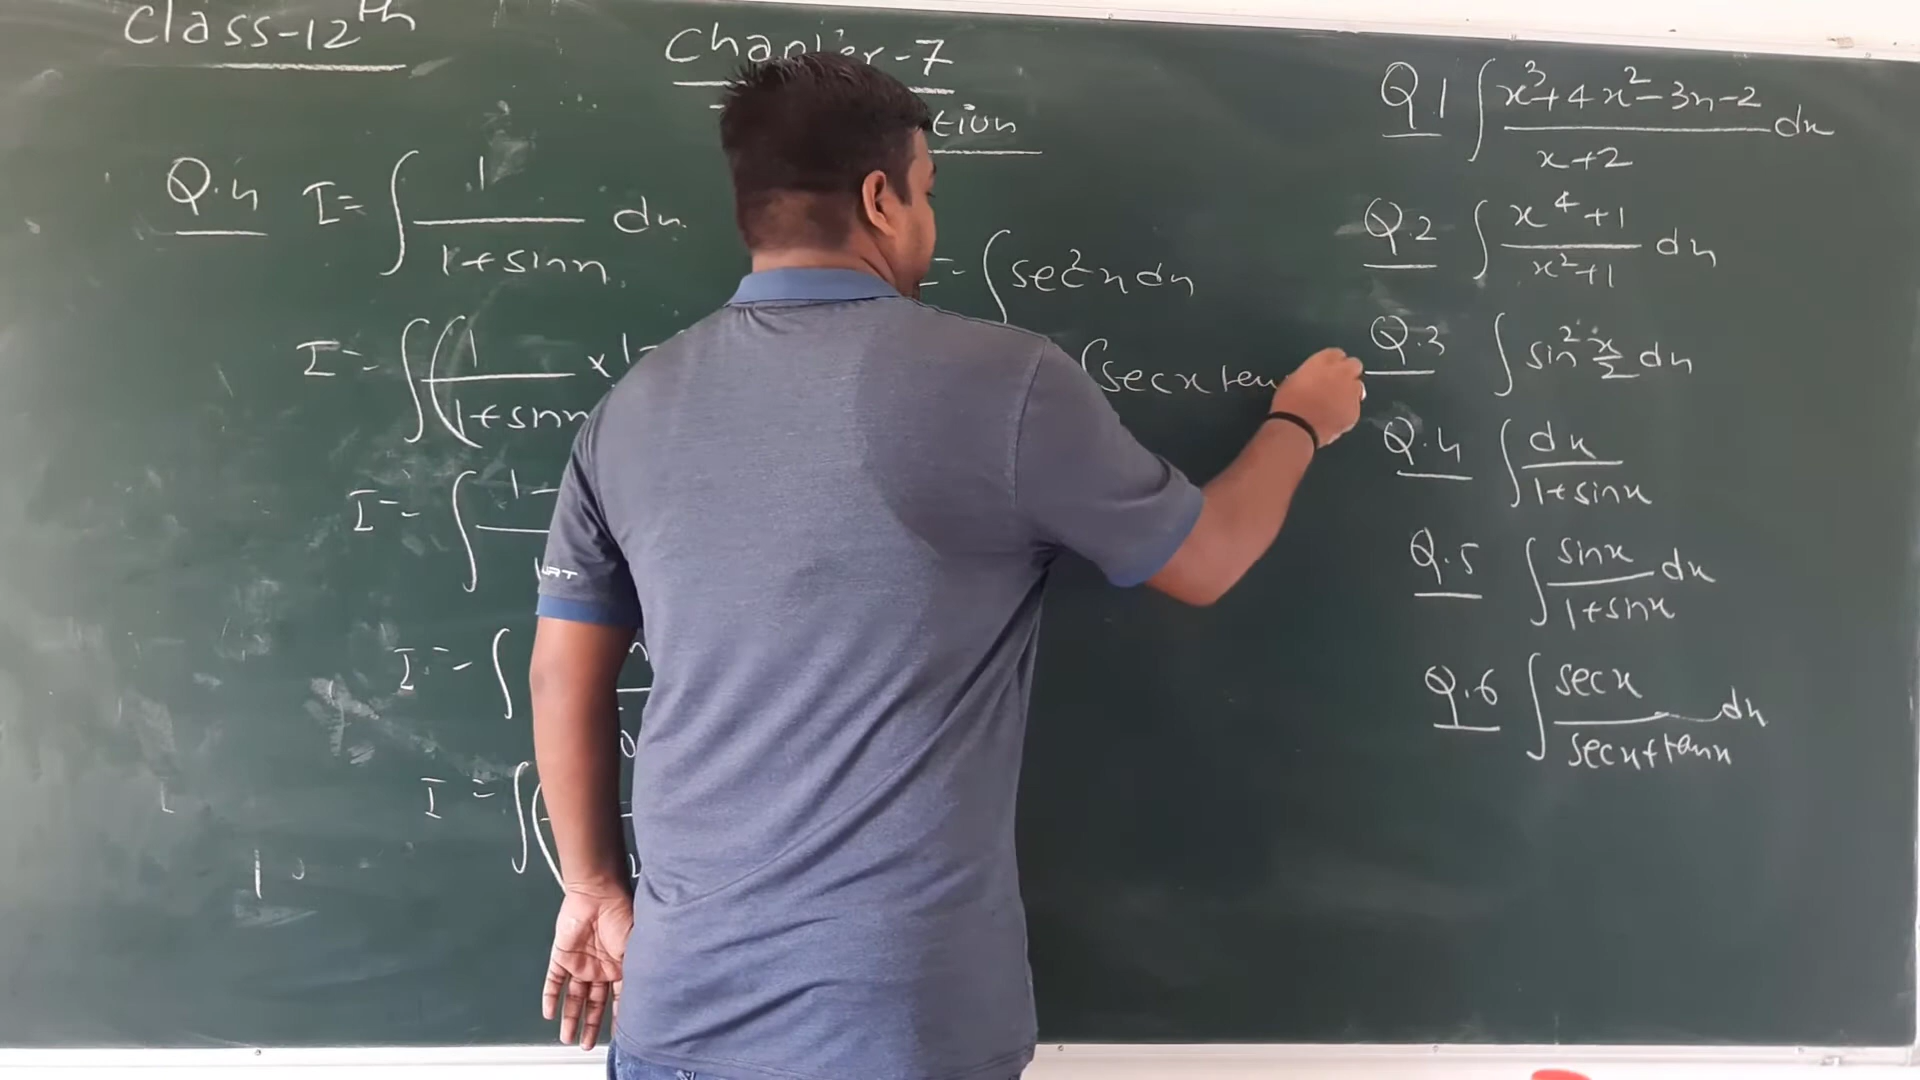 Class-12th
Chapter-7
Q.4 I = ∫ 1/(1+sinx) dx
I = ∫(1/(1+sinx) × 1-
I = ∫ 1-
I = ∫
I = ∫(
= ∫sec²x dx
∫secx tan
Q.1 ∫ (x³+4x²-3x-2)/(x+2) dx
Q.2 ∫ (x⁴+1)/(x²+1) dx
Q.3 ∫ sin² x/2 dx
Q.4 ∫ dx/(1+sinx)
Q.5 ∫ sinx/(1+sinx) dx
Q.6 ∫ secx/(secx+tanx) dx